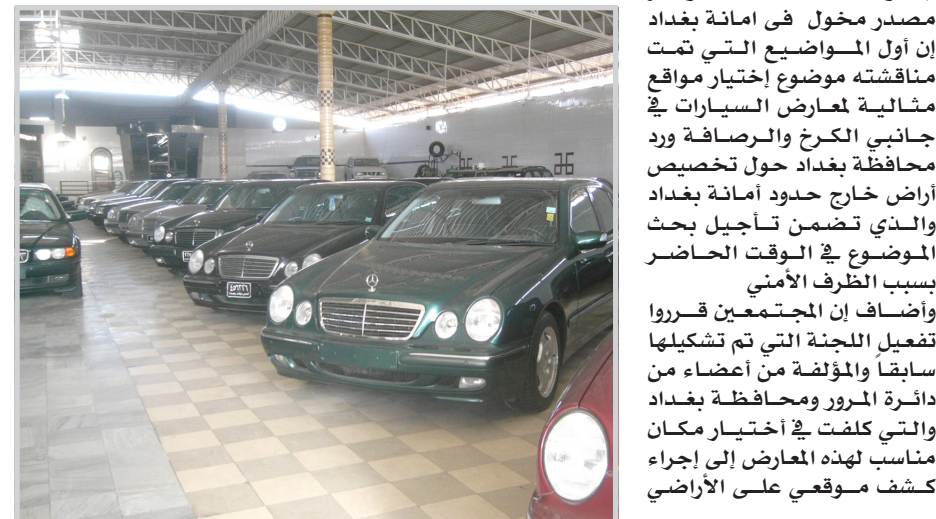 مصدر مخول فى امانة بغداد
إن أول المواضيع التي تمت
مناقشته موضوع إختيار مواقع
مثالية لمعارض السيارات في
جانبي الكرخ والرصافة ورد
محافظة بغداد حول تخصيص
أراض خارج حدود أمانة بغداد
والذي تضمن تأجيل بحث
الموضوع في الوقت الحاضر
بسبب الظرف الأمني
وأضاف إن المجتمعين قرروا
تفعيل اللجنة التي تم تشكيلها
سابقاً والمؤلفة من أعضاء من
دائرة المرور ومحافظة بغداد
والتي كلفت في أختيار مكان
مناسب لهذه المعارض إلى إجراء
كشف موقعي على الأراضي